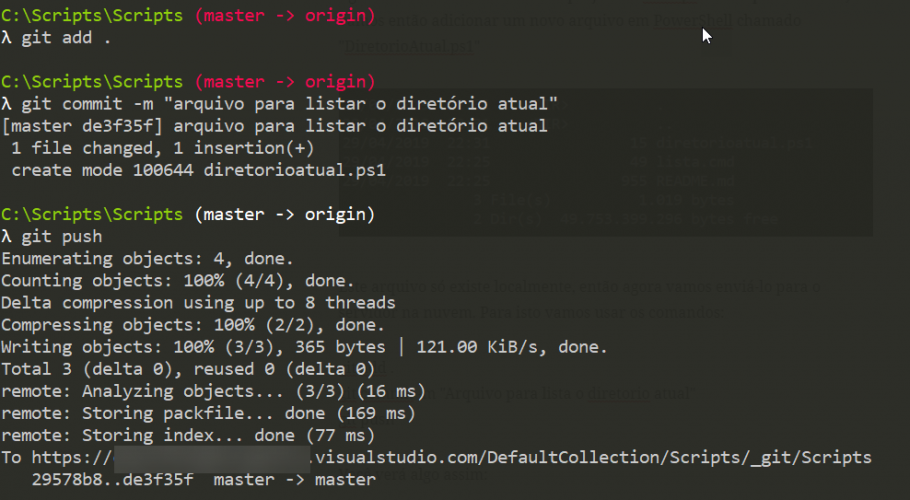 C:\Scripts\Scripts (master -> origin)
λ git add .
C:\Scripts\Scripts (master -> origin)
λ git commit -m "arquivo para listar o diretório atual"
[master de3f35f] arquivo para listar o diretório atual
1 file changed, 1 insertion(+)
create mode 100644 diretorioatual.ps1
C:\Scripts\Scripts (master -> origin)
λ git push
Enumerating objects: 4, done.
Counting objects: 100% (4/4), done.
Delta compression using up to 8 threads
Compressing objects: 100% (2/2), done.
Writing objects: 100% (3/3), 365 bytes | 121.00 KiB/s, done.
Total 3 (delta 0), reused 0 (delta 0)
remote: Analyzing objects... (3/3) (16 ms)
remote: Storing packfile... done (169 ms)
remote: Storing index... done (77 ms)
To https://.visualstudio.com/DefaultCollection/Scripts/_git/Scripts
29578b8..de3f35f master -> master